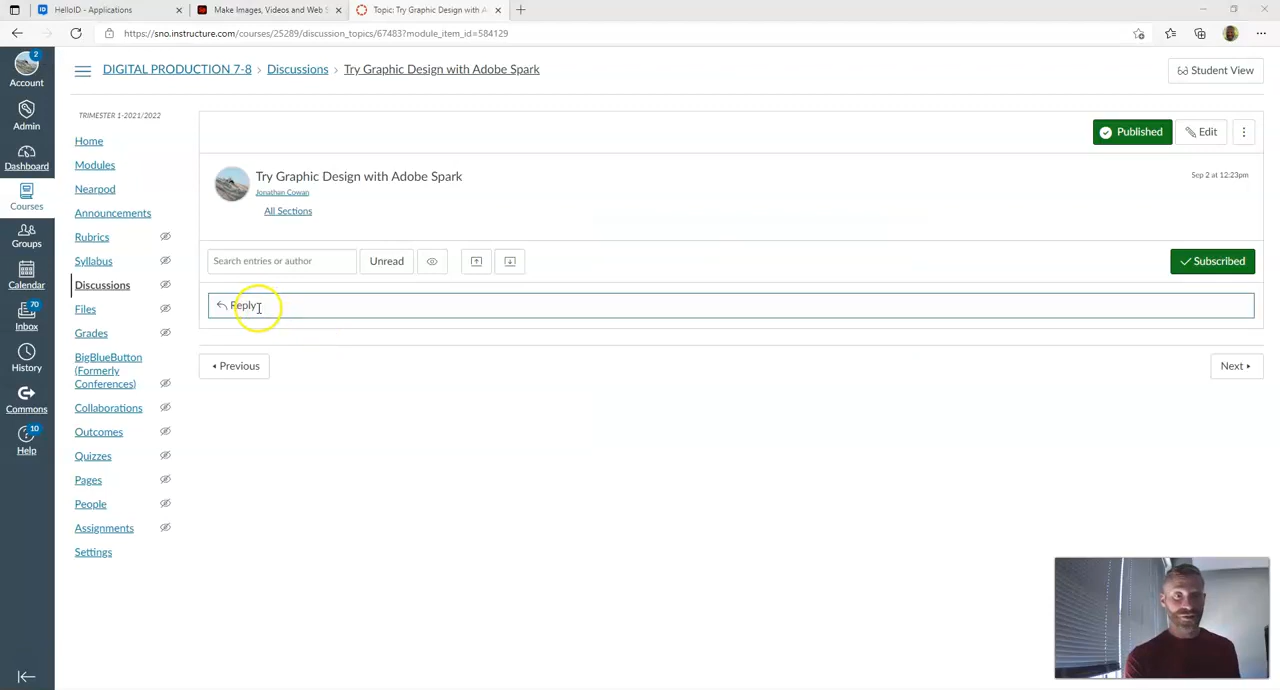 HelloID - Applications
Make Images, Videos and Web S
Topic: Try Graphic Design with A
https://sno.instructure.com/courses/25289/discussion_topics/67483?module_item_id=584129
2
Account
Admin
Dashboard
Courses
Groups
Calendar
70
Inbox
History
Commons
10
Help
DIGITAL PRODUCTION 7-8 > Discussions > Try Graphic Design with Adobe Spark
Student View
TRIMESTER 1-2021/2022
Home
Modules
Nearpod
Announcements
Rubrics
Syllabus
Discussions
Files
Grades
BigBlueButton
(Formerly
Conferences)
Collaborations
Outcomes
Quizzes
Pages
People
Assignments
Settings
Published
Edit
Try Graphic Design with Adobe Spark
Jonathan Cowan
All Sections
Sep 2 at 12:23pm
Search entries or author
Unread
Subscribed
Reply
Previous
Next